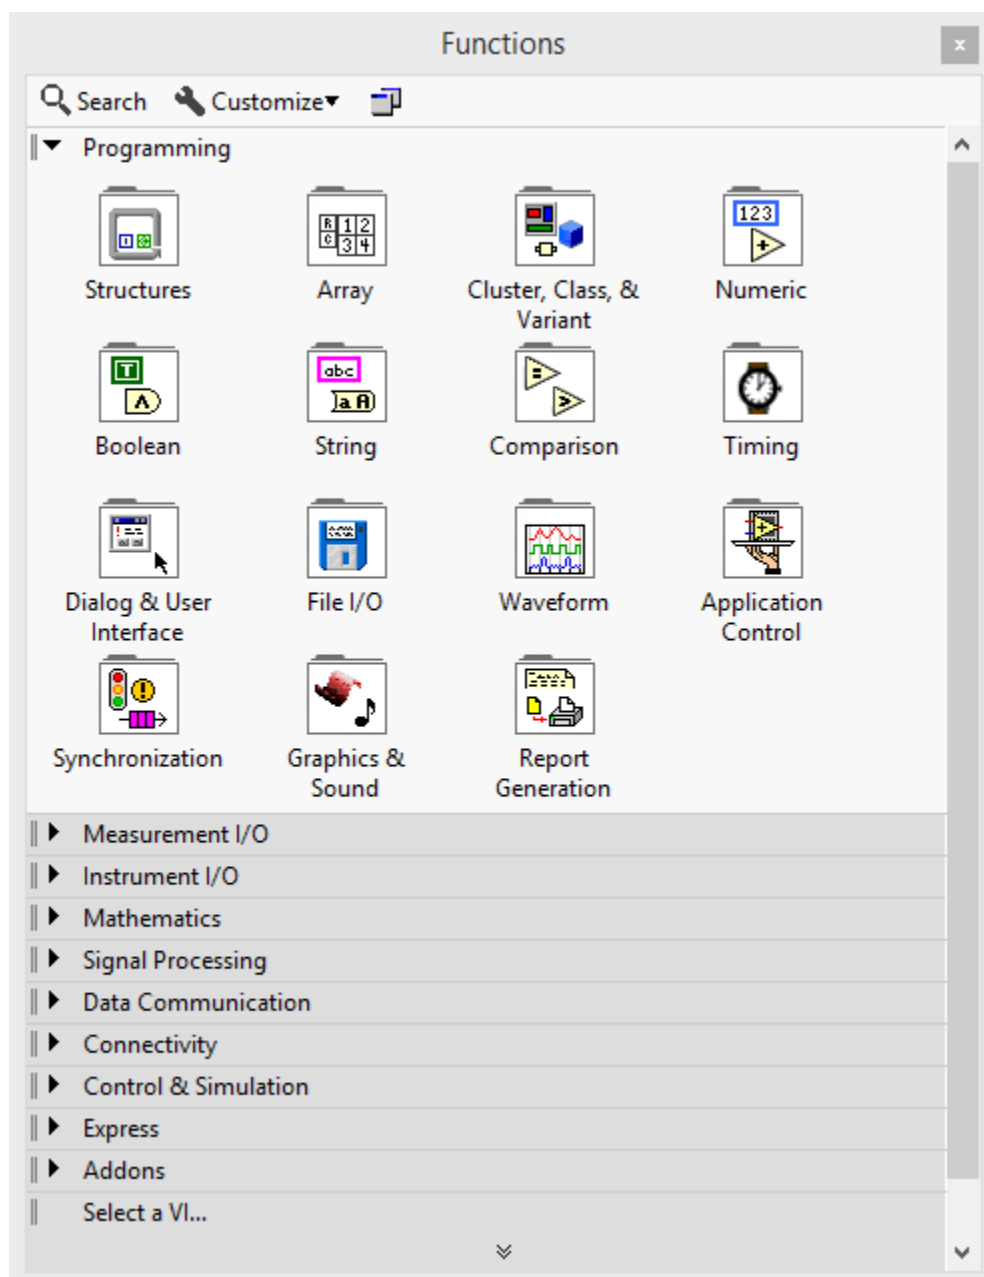 Functions
x
Search Customize
Programming
Structures Array Cluster, Class, & Variant Numeric
Boolean String Comparison Timing
Dialog & User Interface File I/O Waveform Application Control
Synchronization Graphics & Sound Report Generation
Measurement I/O
Instrument I/O
Mathematics
Signal Processing
Data Communication
Connectivity
Control & Simulation
Express
Addons
Select a VI...